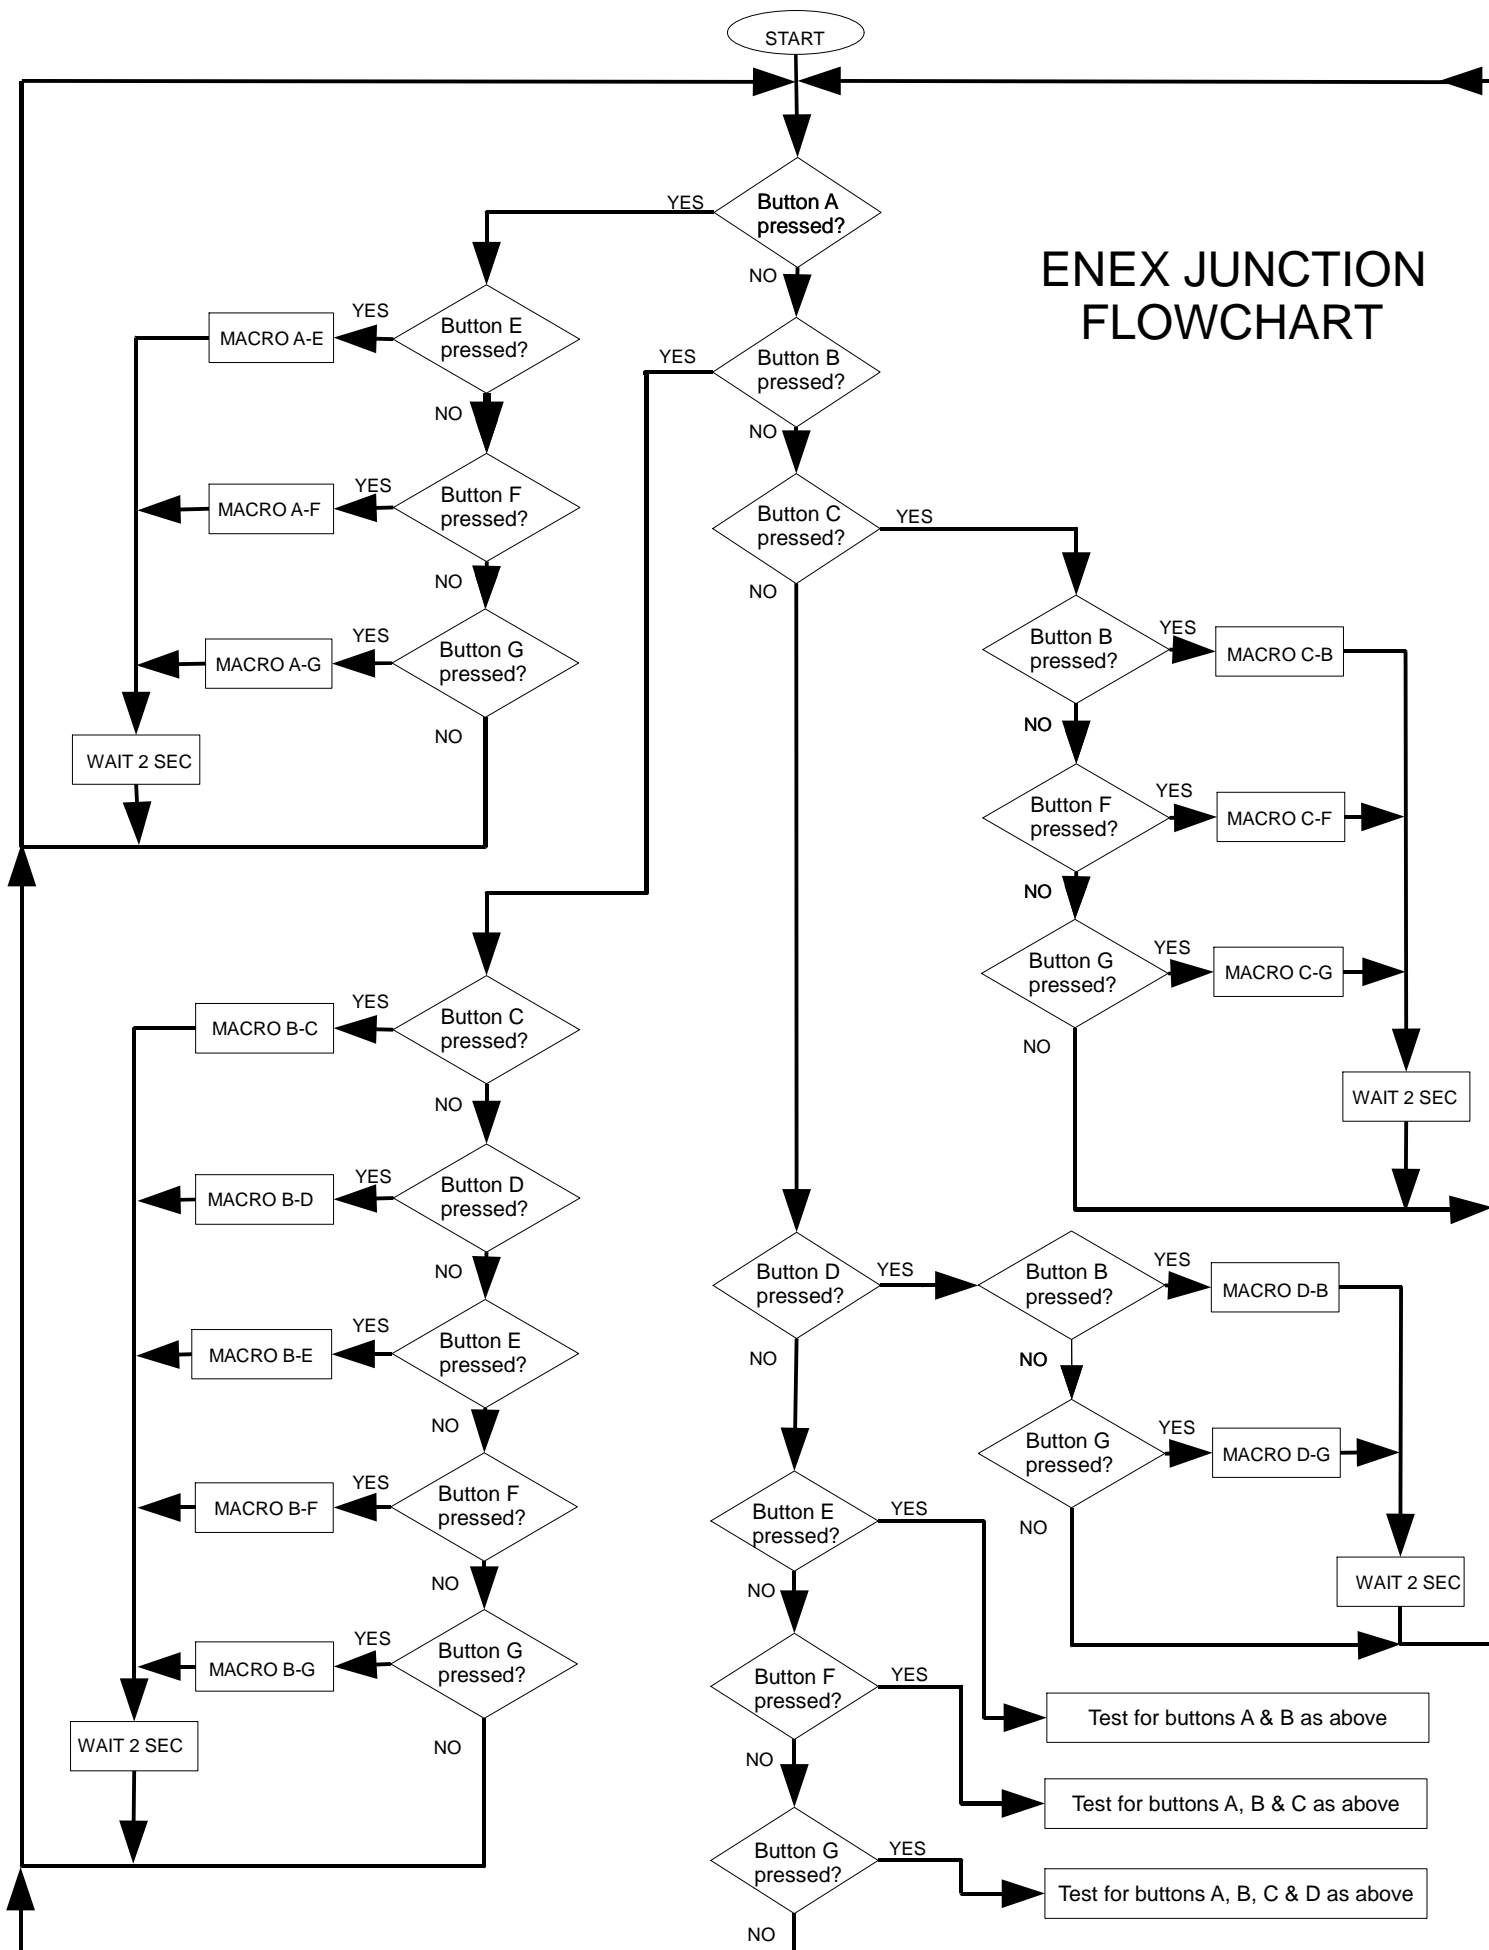 START
YES
Button A
pressed?
NO
ENEX JUNCTION
FLOWCHART
MACRO A-E
YES
Button E
pressed?
NO
YES
Button B
pressed?
NO
MACRO A-F
YES
Button F
pressed?
NO
Button C
pressed?
YES
NO
MACRO A-G
YES
Button G
pressed?
NO
WAIT 2 SEC
Button B
pressed?
YES
MACRO C-B
NO
Button F
pressed?
YES
MACRO C-F
NO
Button G
pressed?
YES
MACRO C-G
NO
WAIT 2 SEC
MACRO B-C
YES
Button C
pressed?
NO
MACRO B-D
YES
Button D
pressed?
NO
MACRO B-E
YES
Button E
pressed?
NO
MACRO B-F
YES
Button F
pressed?
NO
MACRO B-G
YES
Button G
pressed?
NO
WAIT 2 SEC
Button D
pressed?
YES
NO
Button B
pressed?
YES
MACRO D-B
NO
Button G
pressed?
YES
MACRO D-G
NO
WAIT 2 SEC
Button E
pressed?
YES
NO
Test for buttons A & B as above
Button F
pressed?
YES
NO
Test for buttons A, B & C as above
Button G
pressed?
YES
NO
Test for buttons A, B, C & D as above